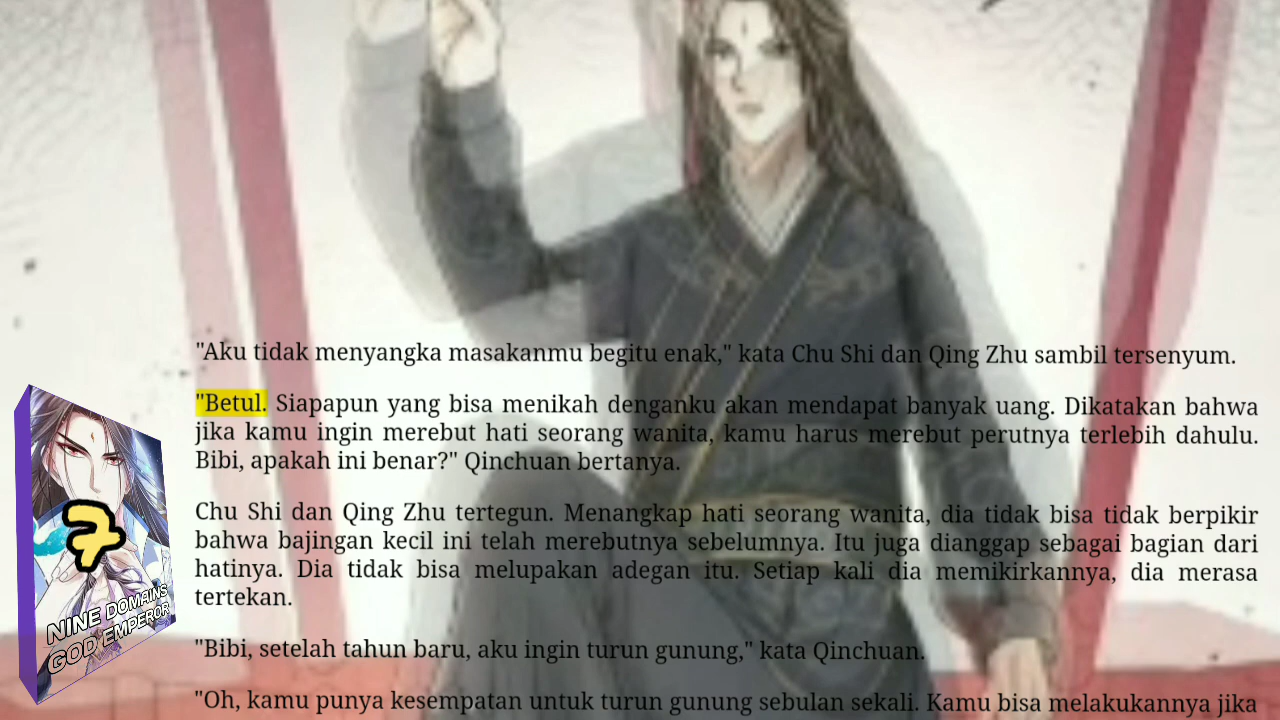 "Aku tidak menyangka masakanmu begitu enak," kata Chu Shi dan Qing Zhu sambil tersenyum.
"Betul. Siapapun yang bisa menikah denganku akan mendapat banyak uang. Dikatakan bahwa
jika kamu ingin merebut hati seorang wanita, kamu harus merebut perutnya terlebih dahulu.
Bibi, apakah ini benar?" Qinchuan bertanya.
Chu Shi dan Qing Zhu tertegun. Menangkap hati seorang wanita, dia tidak bisa tidak berpikir
bahwa bajingan kecil ini telah merebutnya sebelumnya. Itu juga dianggap sebagai bagian dari
hatinya. Dia tidak bisa melupakan adegan itu. Setiap kali dia memikirkannya, dia merasa
tertekan.
"Bibi, setelah tahun baru, aku ingin turun gunung," kata Qinchuan.
"Oh, kamu punya kesempatan untuk turun gunung sebulan sekali. Kamu bisa melakukannya jika
7
NINE DOMAINS
GOD EMPEROR